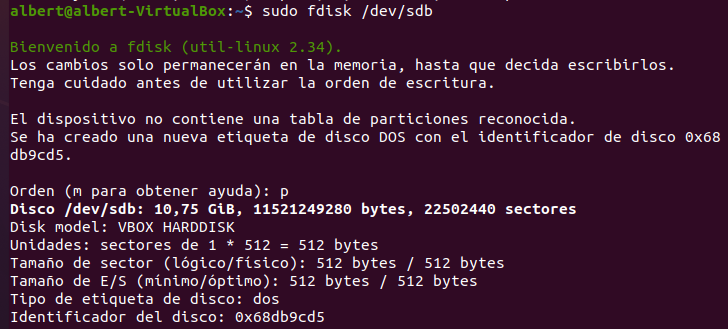 albert@albert-VirtualBox:~$ sudo fdisk /dev/sdb
Bienvenido a fdisk (util-linux 2.34).
Los cambios solo permanecerán en la memoria, hasta que decida escribirlos.
Tenga cuidado antes de utilizar la orden de escritura.
El dispositivo no contiene una tabla de particiones reconocida.
Se ha creado una nueva etiqueta de disco DOS con el identificador de disco 0x68
db9cd5.
Orden (m para obtener ayuda): p
Disco /dev/sdb: 10,75 GiB, 11521249280 bytes, 22502440 sectores
Disk model: VBOX HARDDISK
Unidades: sectores de 1 * 512 = 512 bytes
Tamaño de sector (lógico/físico): 512 bytes / 512 bytes
Tamaño de E/S (mínimo/óptimo): 512 bytes / 512 bytes
Tipo de etiqueta de disco: dos
Identificador del disco: 0x68db9cd5